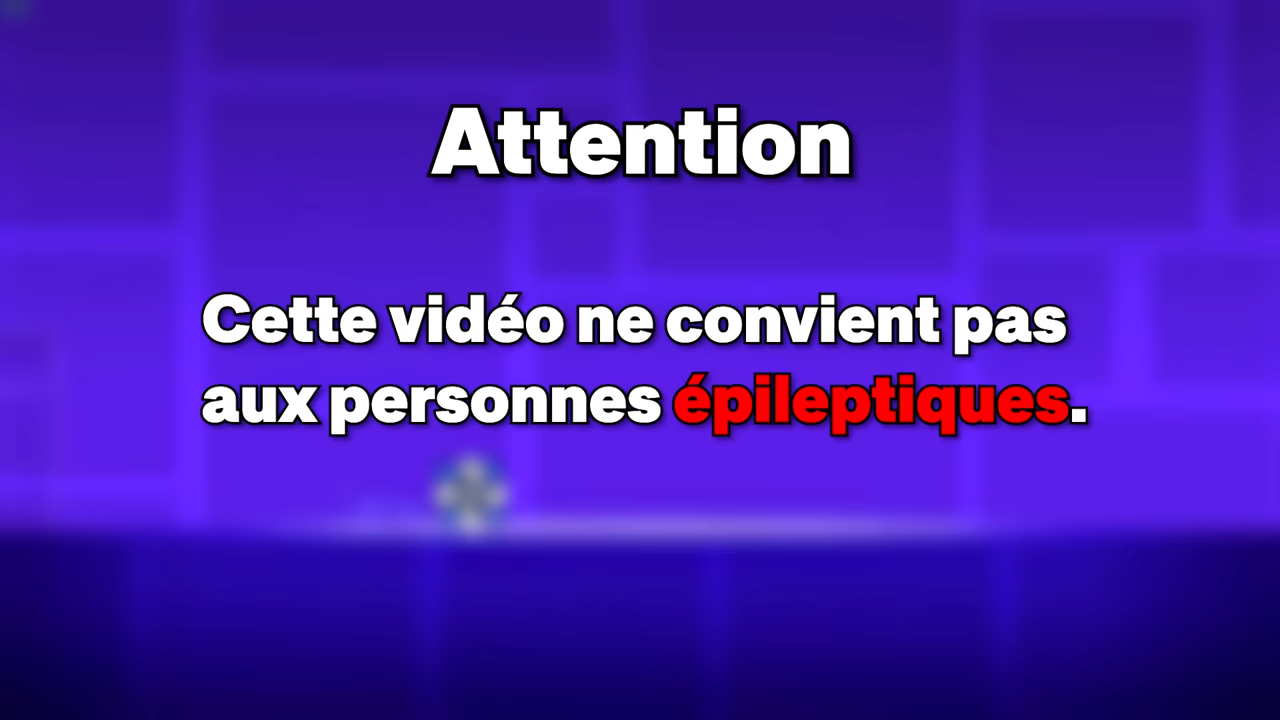 Attention
Cette vidéo ne convient pas
aux personnes épileptiques.